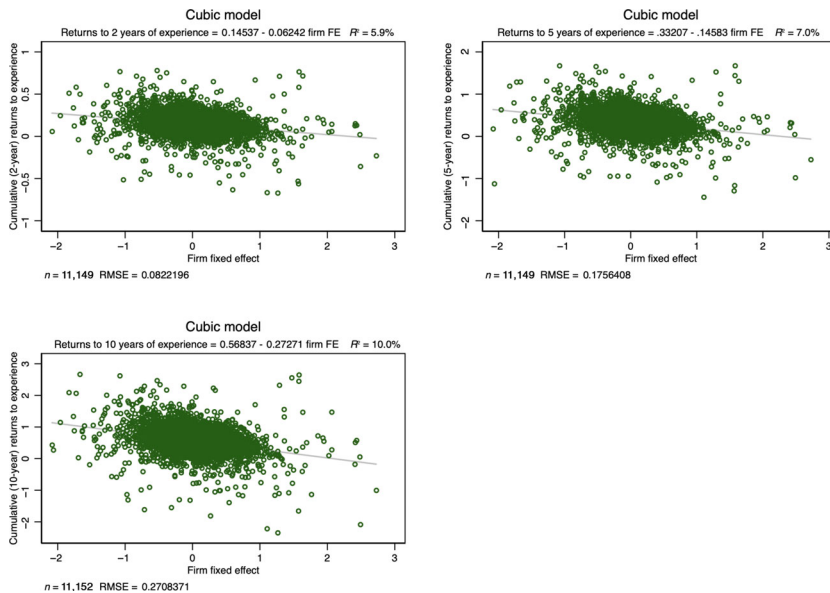 Cubic model
Returns to 2 years of experience = 0.14537 - 0.06242 firm FE R² = 5.9%
Cumulative (2-year) returns to experience
1
0.5
0
−0.5
−1
−2 −1 0 1 2 3
Firm fixed effect
n = 11,149 RMSE = 0.0822196
Cubic model
Returns to 5 years of experience = .33207 - .14583 firm FE R² = 7.0%
Cumulative (5-year) returns to experience
2
1
0
−1
−2
−2 −1 0 1 2 3
Firm fixed effect
n = 11,149 RMSE = 0.1756408
Cubic model
Returns to 10 years of experience = 0.56837 - 0.27271 firm FE R² = 10.0%
Cumulative (10-year) returns to experience
3
2
1
0
−1
−2
−2 −1 0 1 2 3
Firm fixed effect
n = 11,152 RMSE = 0.2708371